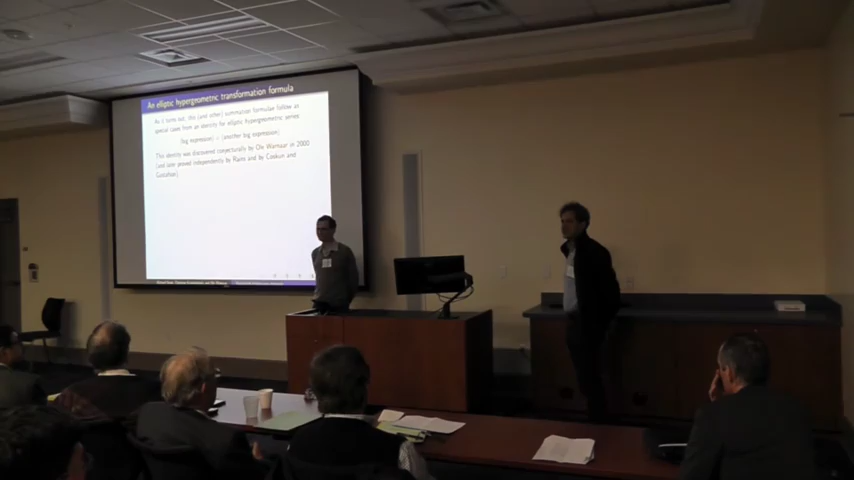 An elliptic hypergeometric transformation formula
As it turns out, this (and other) summation formulae follow as
special cases from an identity for elliptic hypergeometric series
(big expression) = (another big expression)
This identity was discovered conjecturally by Ole Warnaar in 2000
(and later proved independently by Rains and by Coskun and
Gustafson)